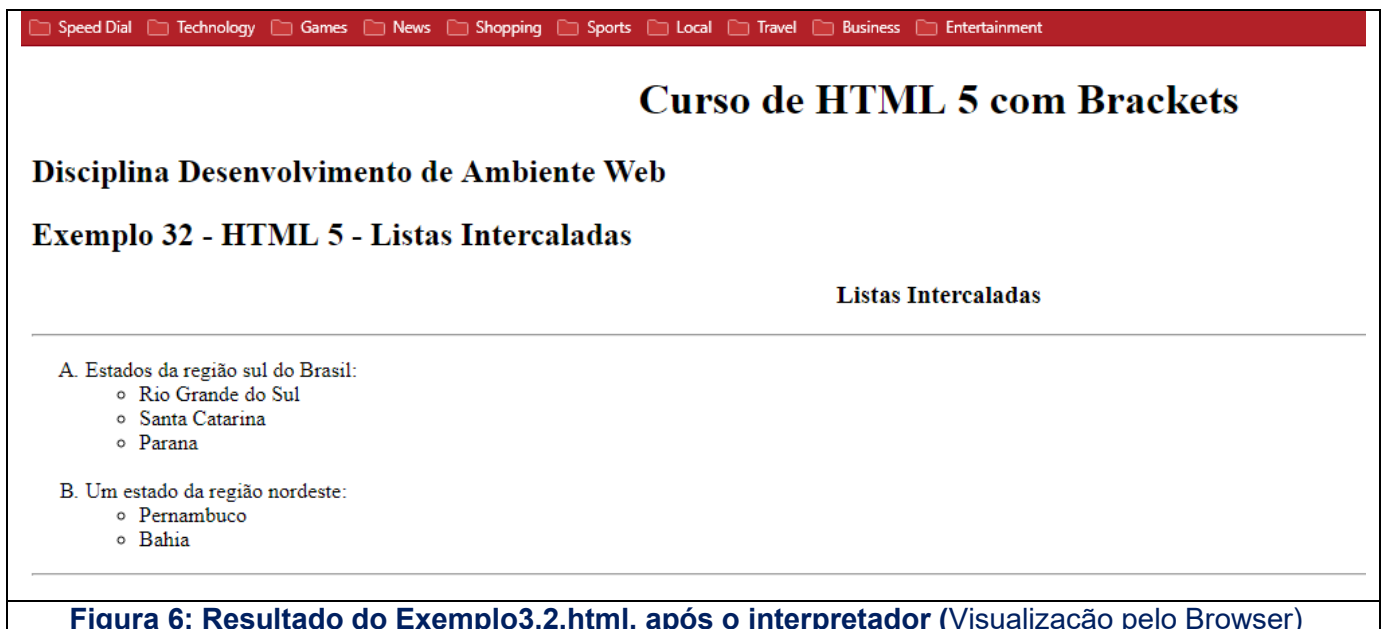 Speed Dial Technology Games News Shopping Sports Local Travel Business Entertainment
Curso de HTML 5 com Brackets
Disciplina Desenvolvimento de Ambiente Web
Exemplo 32 - HTML 5 - Listas Intercaladas
Listas Intercaladas
A. Estados da região sul do Brasil:
Rio Grande do Sul
Santa Catarina
Parana
B. Um estado da região nordeste:
Pernambuco
Bahia
Figura 6: Resultado do Exemplo3.2.html, após o interpretador (Visualização pelo Browser)